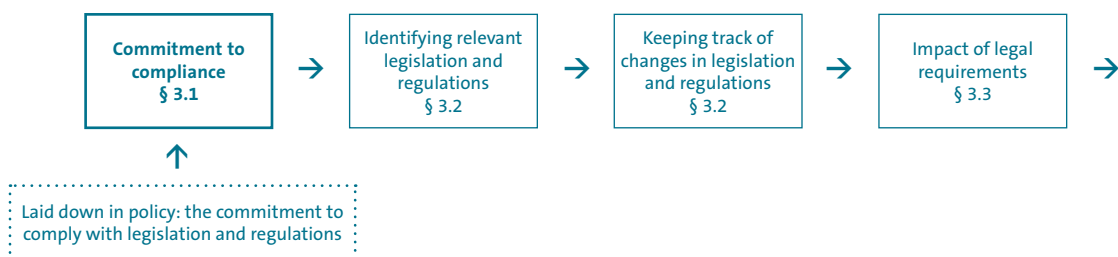 Commitment to
compliance
§ 3.1
Identifying relevant
legislation and
regulations
§ 3.2
Keeping track of
changes in legislation
and regulations
§ 3.2
Impact of legal
requirements
§ 3.3
Laid down in policy: the commitment to
comply with legislation and regulations